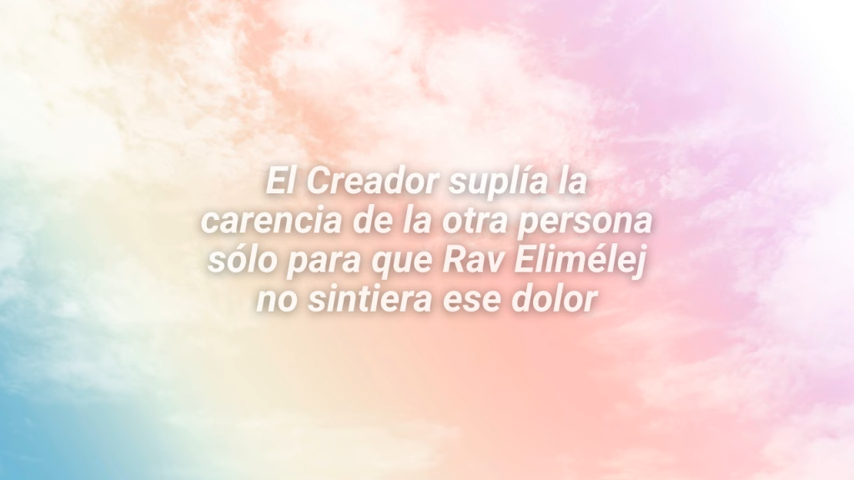 El Creador suplía la
carencia de la otra persona
sólo para que Rav Elimélej
no sintiera ese dolor